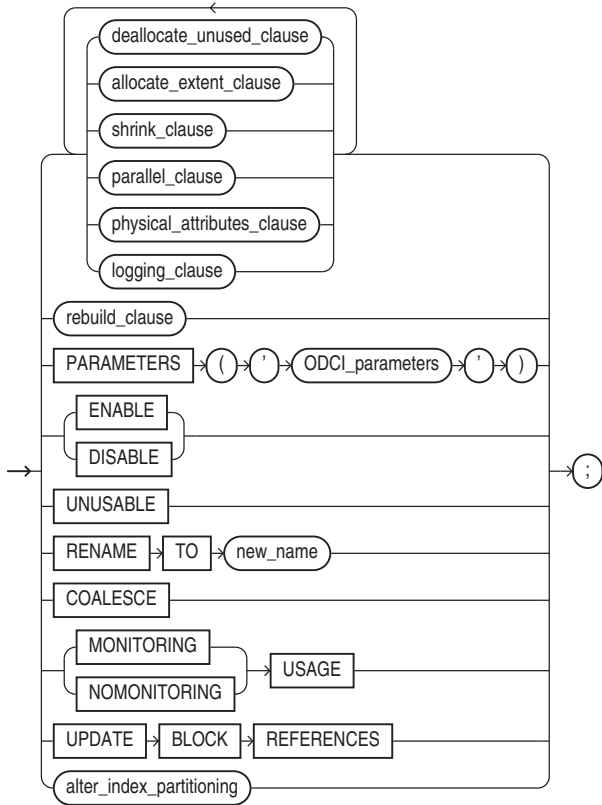 deallocate_unused_clause
allocate_extent_clause
shrink_clause
parallel_clause
physical_attributes_clause
logging_clause
rebuild_clause
PARAMETERS ( ' ODCI_parameters ' )
ENABLE
DISABLE
;
UNUSABLE
RENAME TO new_name
COALESCE
MONITORING
USAGE
NOMONITORING
UPDATE BLOCK REFERENCES
alter_index_partitioning